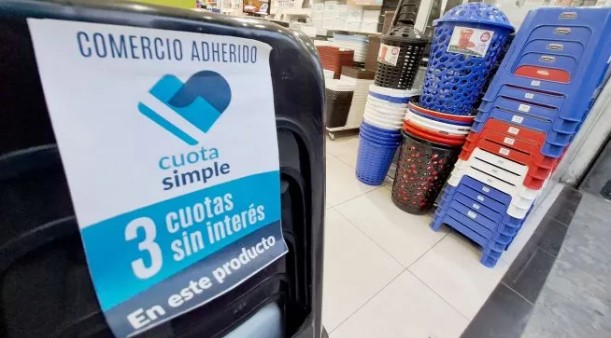 COMERCIO ADHERIDO
cuota
simple
3 cuotas
sin interés
En este producto